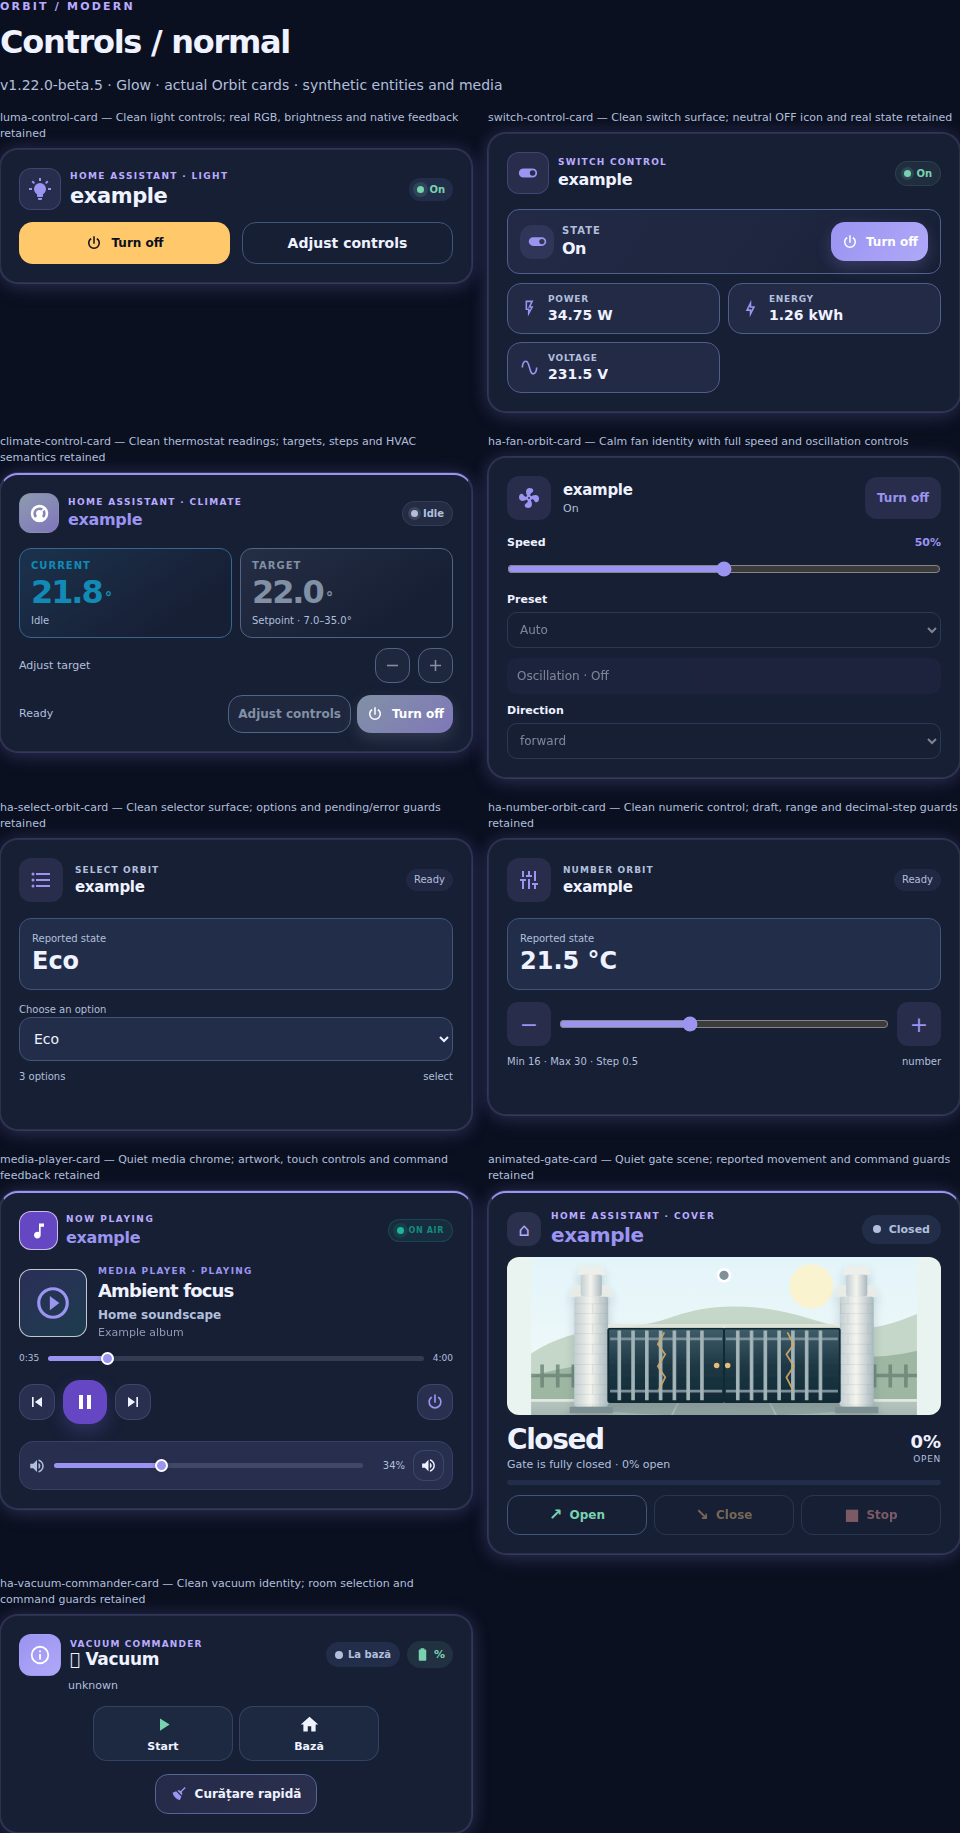 ORBIT / MODERN
Controls / normal
v1.22.0-beta.5 · Glow · actual Orbit cards · synthetic entities and media
luma-control-card — Clean light controls; real RGB, brightness and native feedback
retained
HOME ASSISTANT · LIGHT
example
On
Turn off
Adjust controls
switch-control-card — Clean switch surface; neutral OFF icon and real state retained
SWITCH CONTROL
example
On
STATE
On
Turn off
POWER
34.75 W
ENERGY
1.26 kWh
VOLTAGE
231.5 V
climate-control-card — Clean thermostat readings; targets, steps and HVAC
semantics retained
HOME ASSISTANT · CLIMATE
example
Idle
CURRENT
21.8°
Idle
TARGET
22.0°
Setpoint · 7.0–35.0°
Adjust target
− +
Ready
Adjust controls
Turn off
ha-fan-orbit-card — Calm fan identity with full speed and oscillation controls
example
On
Turn off
Speed
50%
Preset
Auto
Oscillation · Off
Direction
forward
ha-select-orbit-card — Clean selector surface; options and pending/error guards
retained
SELECT ORBIT
example
Ready
Reported state
Eco
Choose an option
Eco
3 options
select
ha-number-orbit-card — Clean numeric control; draft, range and decimal-step guards
retained
NUMBER ORBIT
example
Ready
Reported state
21.5 °C
− +
Min 16 · Max 30 · Step 0.5
number
media-player-card — Quiet media chrome; artwork, touch controls and command
feedback retained
NOW PLAYING
example
ON AIR
MEDIA PLAYER · PLAYING
Ambient focus
Home soundscape
Example album
0:35
4:00
34%
animated-gate-card — Quiet gate scene; reported movement and command guards
retained
HOME ASSISTANT · COVER
example
Closed
Closed
Gate is fully closed · 0% open
0%
OPEN
Open
Close
Stop
ha-vacuum-commander-card — Clean vacuum identity; room selection and
command guards retained
VACUUM COMMANDER
Vacuum
La bază
%
unknown
Start
Bază
Curățare rapidă